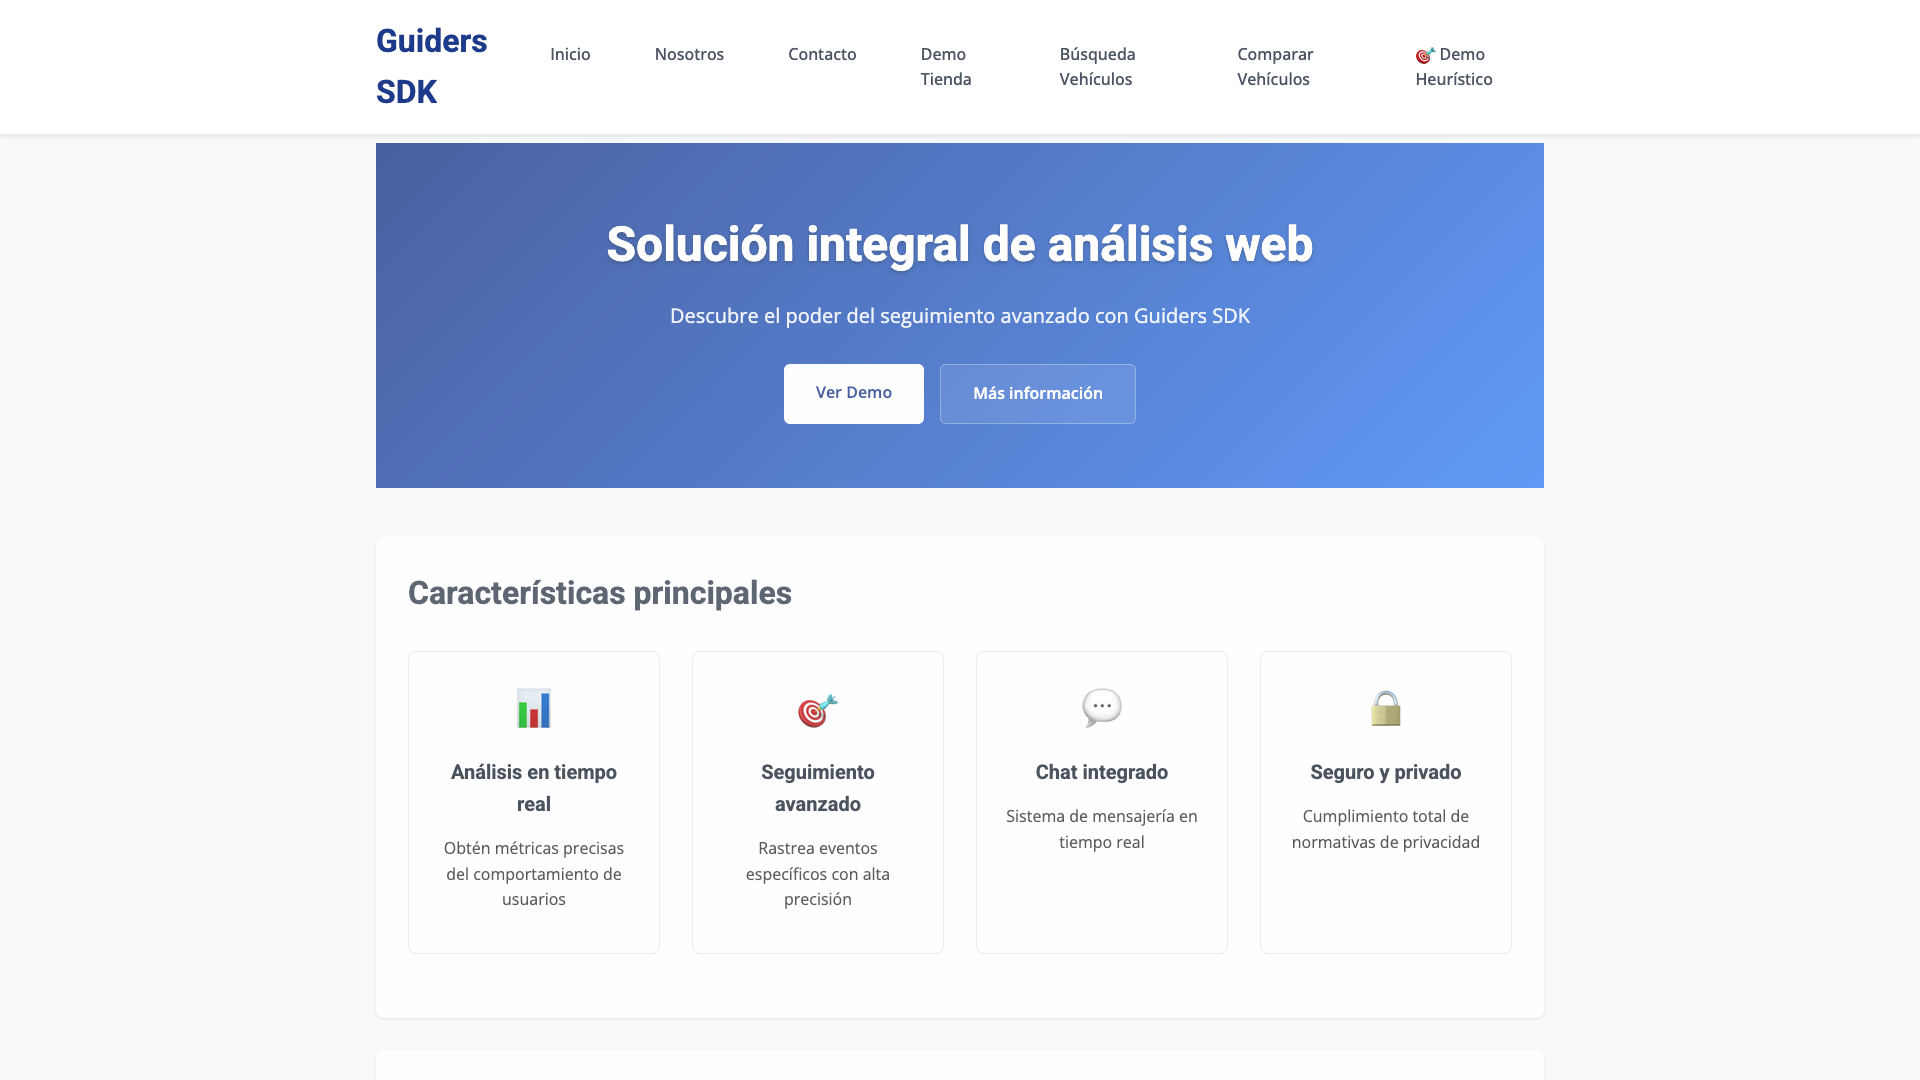 Guiders
SDK
Inicio
Nosotros
Contacto
Demo
Tienda
Búsqueda
Vehículos
Comparar
Vehículos
🎯 Demo
Heurístico
Solución integral de análisis web
Descubre el poder del seguimiento avanzado con Guiders SDK
Ver Demo
Más información
Características principales
Análisis en tiempo
real
Obtén métricas precisas
del comportamiento de
usuarios
Seguimiento
avanzado
Rastrea eventos
específicos con alta
precisión
Chat integrado
Sistema de mensajería en
tiempo real
Seguro y privado
Cumplimiento total de
normativas de privacidad